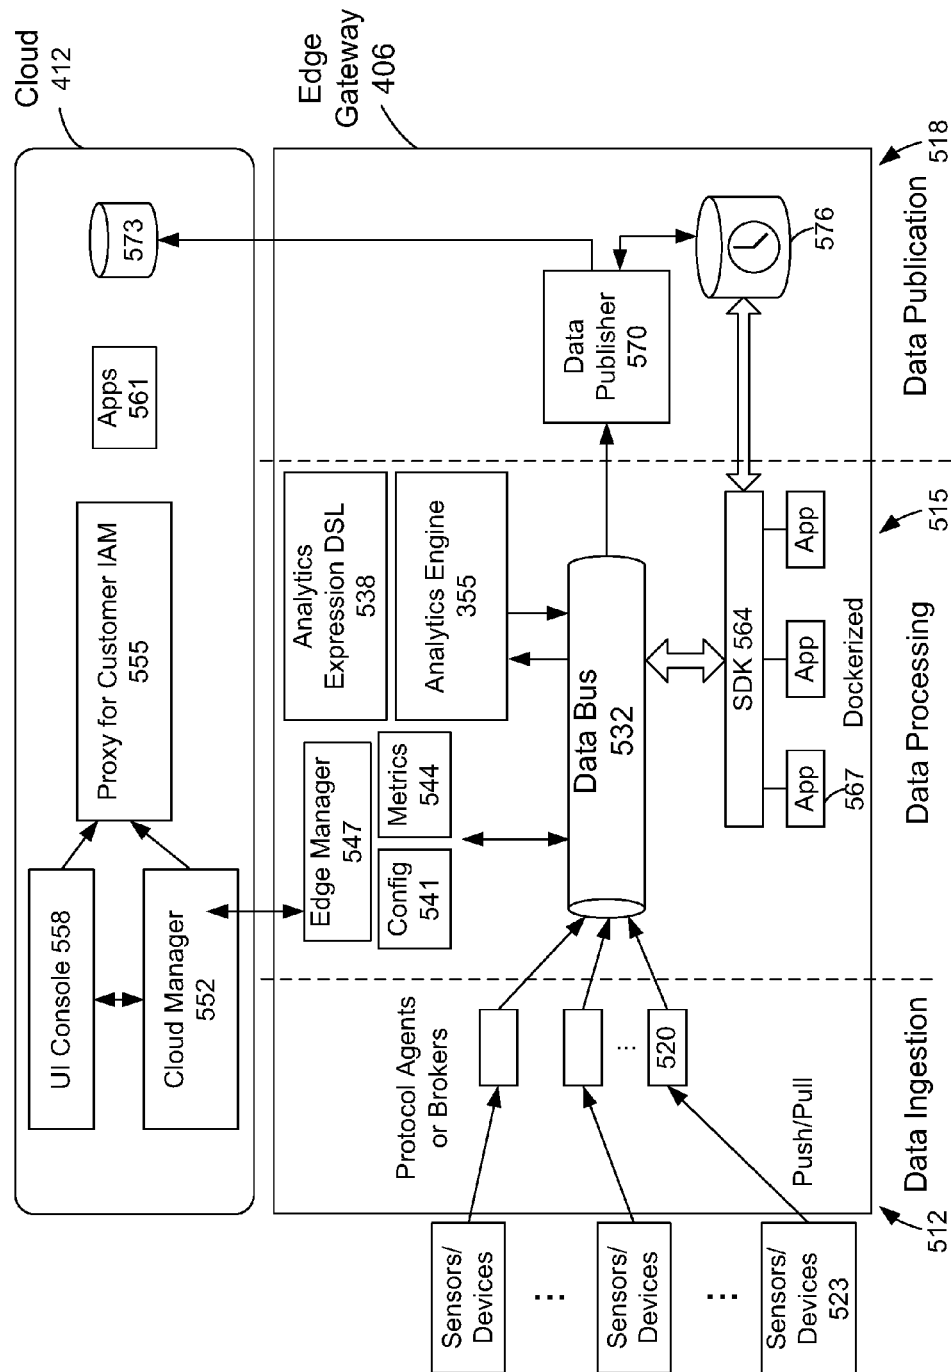 Cloud
412
UI Console 558
Cloud Manager
552
Proxy for Customer IAM
555
Apps
561
573
Edge
Gateway
406
Protocol Agents
or Brokers
Edge Manager
547
Config
541
Metrics
544
Analytics
Expression DSL
538
Analytics Engine
355
Sensors/
Devices
...
Sensors/
Devices
...
Sensors/
Devices
523
...
520
Push/Pull
Data Bus
532
Data
Publisher
570
576
SDK 564
App
App
App
567
Dockerized
Data Ingestion
Data Processing
Data Publication
512
515
518